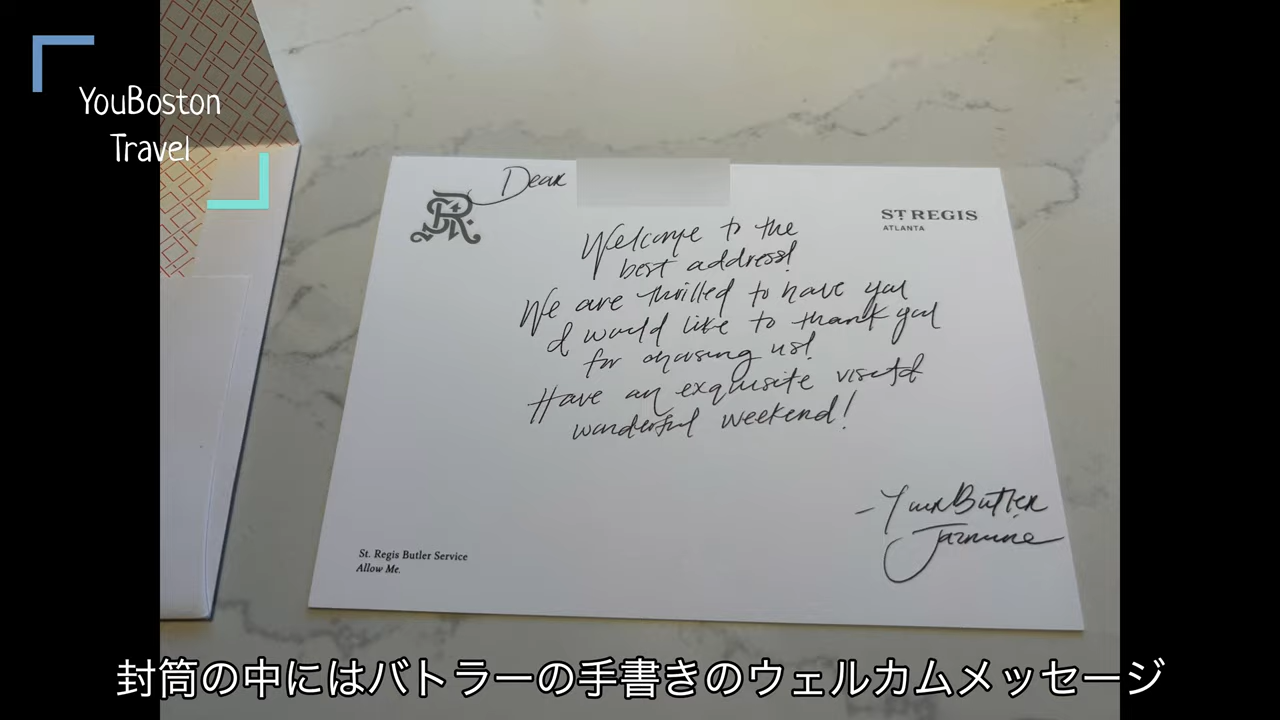 YouBoston
Travel
Dear
SR
ST REGIS
ATLANTA
Welcome to the
best address!
We are thrilled to have you
& would like to thank you
for choosing us!
Have an exquisite visit &
wonderful weekend!
- Your Butler
Jazmine
St. Regis Butler Service
Allow Me.
封筒の中にはバトラーの手書きのウェルカムメッセージ